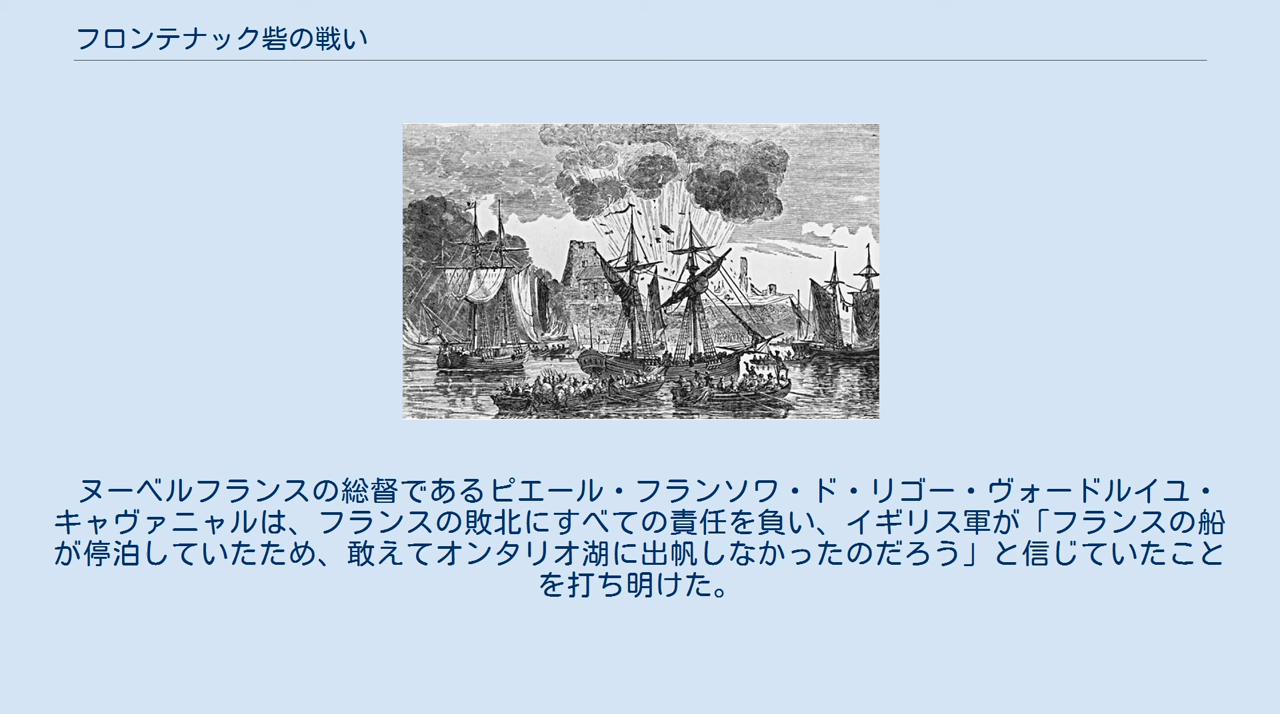 フロンテナック砦の戦い
ヌーベルフランスの総督であるピエール・フランソワ・ド・リゴー・ヴォードルイユ・
キャヴァニャルは、フランスの敗北にすべての責任を負い、イギリス軍が「フランスの船
が停泊していたため、敢えてオンタリオ湖に出帆しなかったのだろう」と信じていたこと
を打ち明けた。